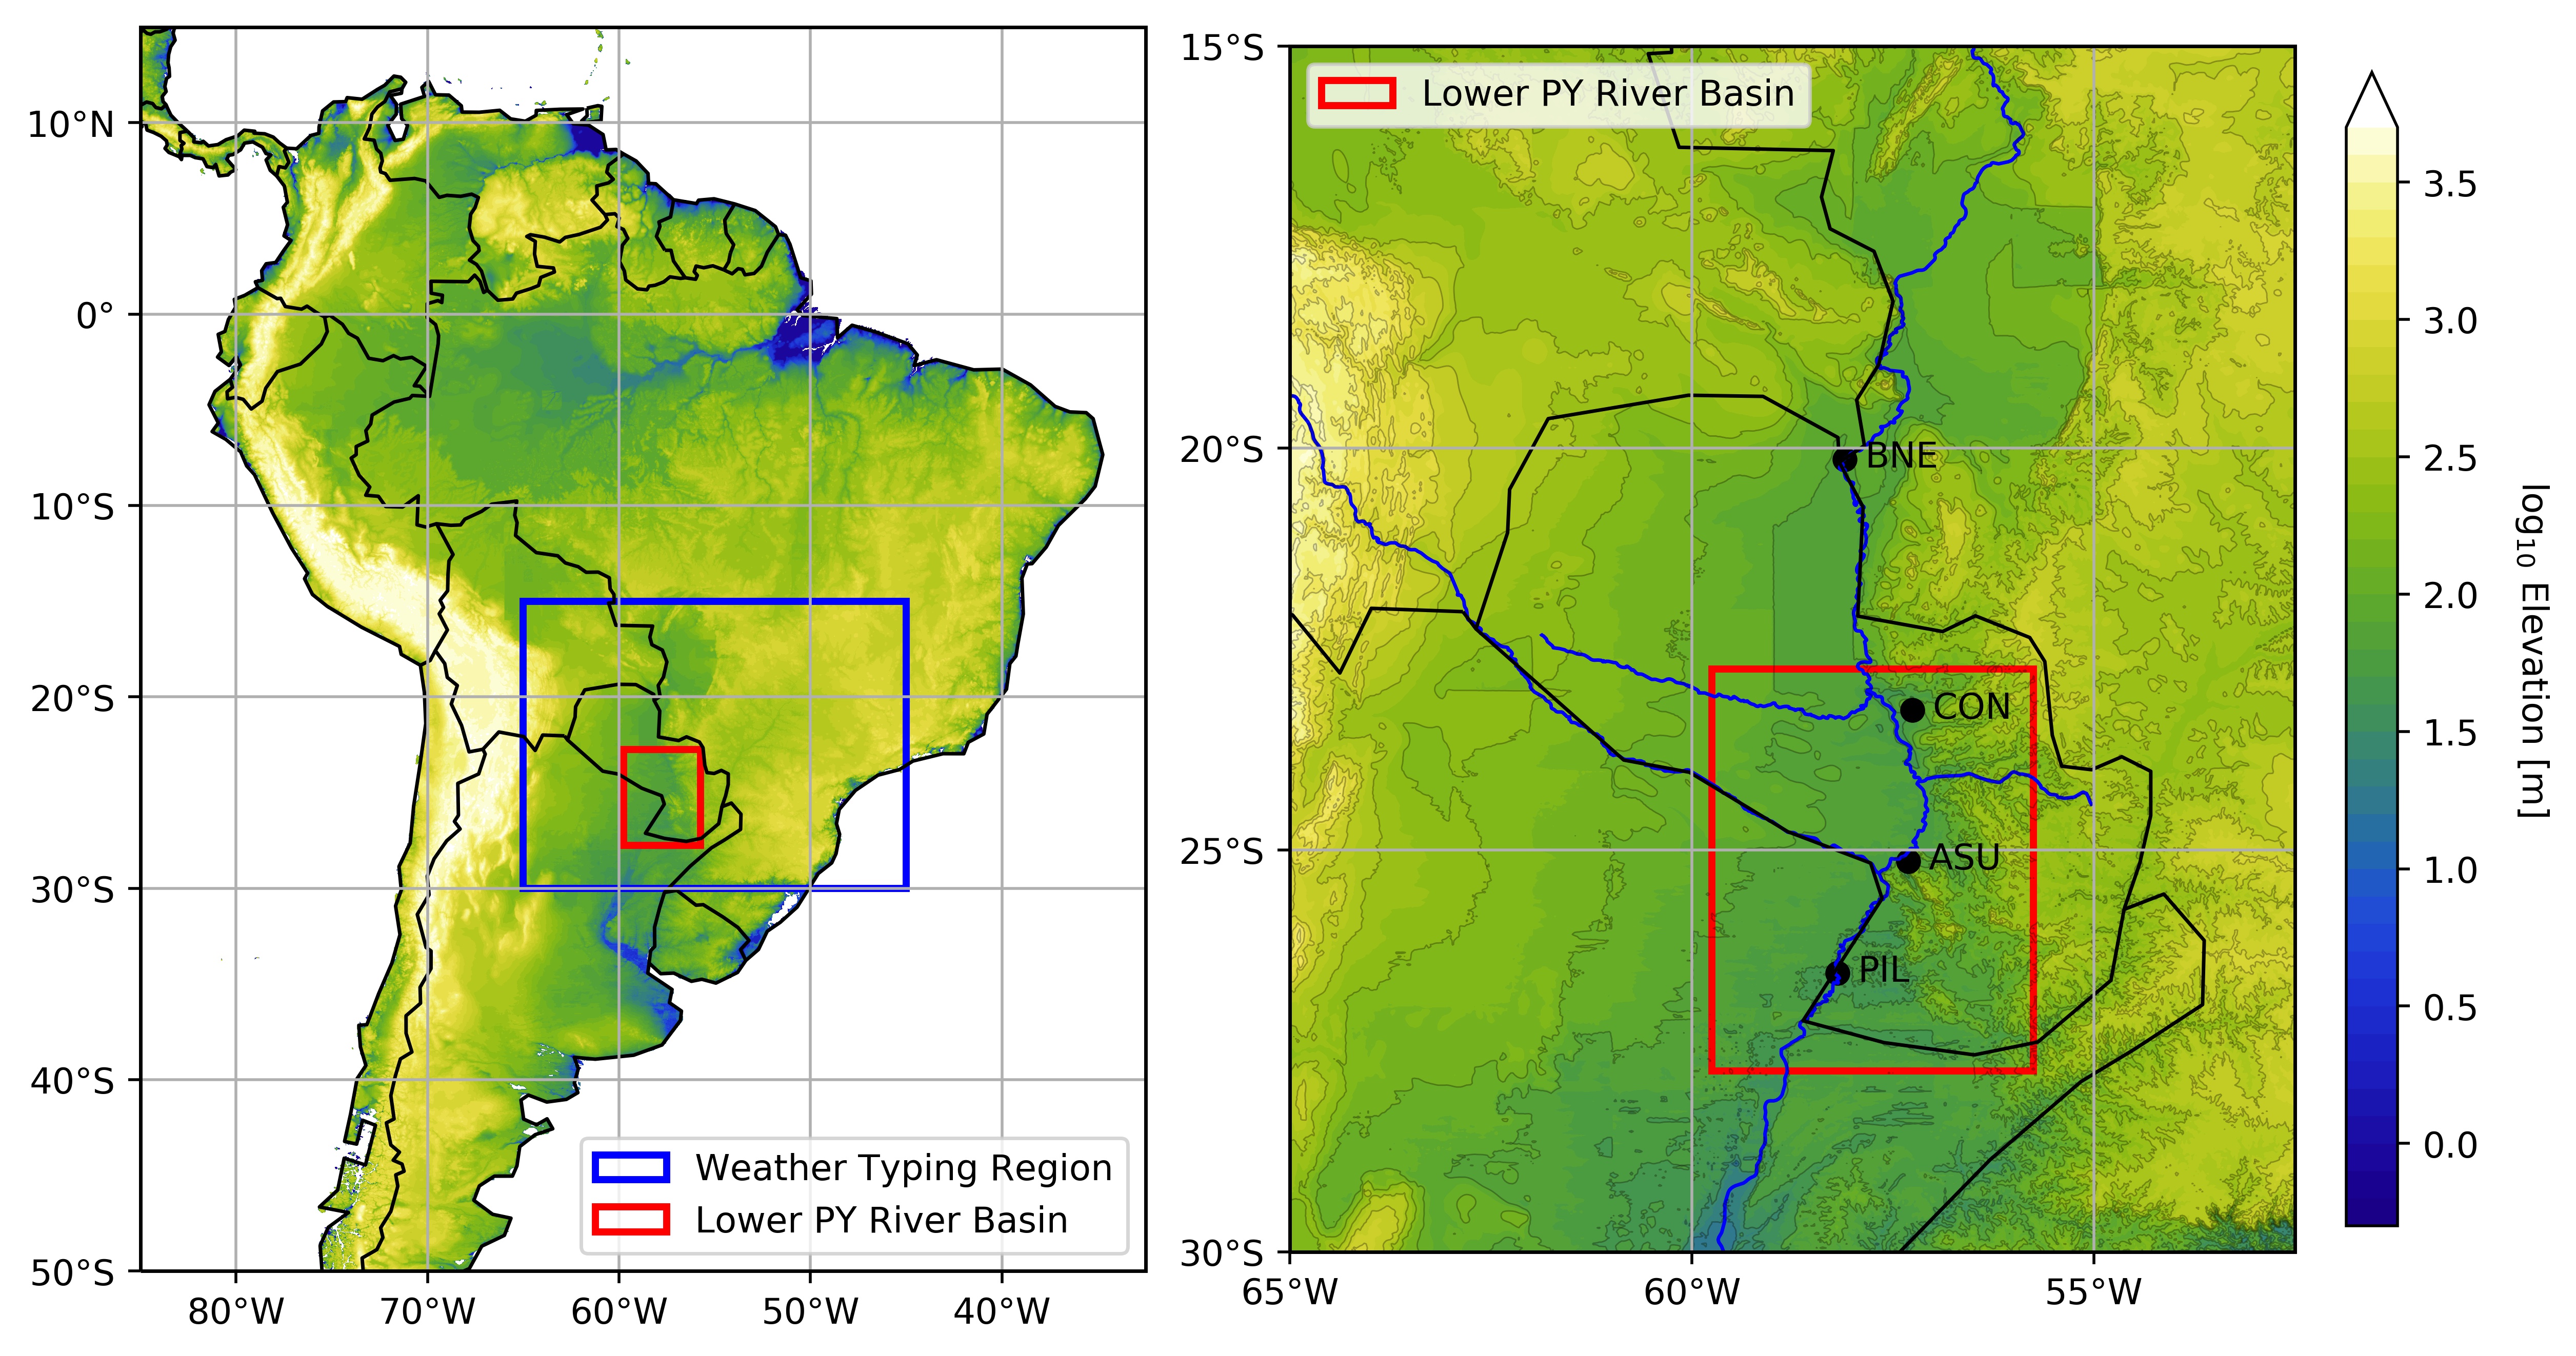 10°N
0°
10°S
20°S
30°S
40°S
50°S
80°W
70°W
60°W
50°W
40°W
Weather Typing Region
Lower PY River Basin
15°S
20°S
25°S
30°S
65°W
60°W
55°W
Lower PY River Basin
BNE
CON
ASU
PIL
3.5
3.0
2.5
2.0
1.5
1.0
0.5
0.0
log₁₀ Elevation [m]